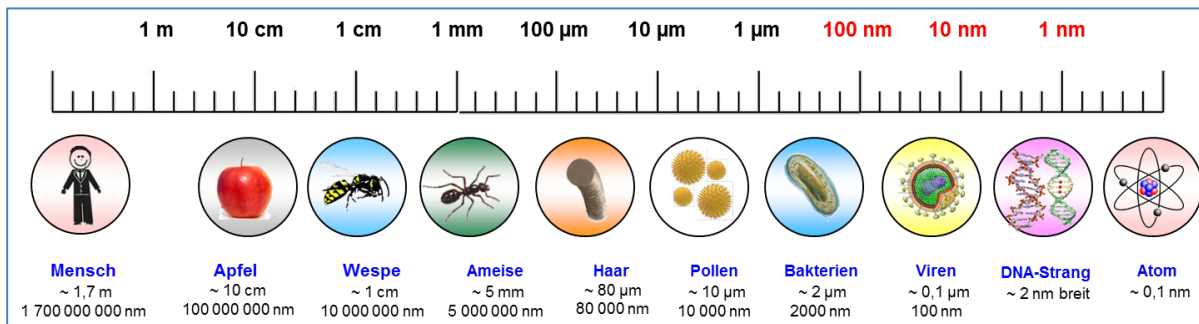 1 m 10 cm 1 cm 1 mm 100 µm 10 µm 1 µm 100 nm 10 nm 1 nm
Mensch Apfel Wespe Ameise Haar Pollen Bakterien Viren DNA-Strang Atom
~ 1,7 m ~ 10 cm ~ 1 cm ~ 5 mm ~ 80 µm ~ 10 µm ~ 2 µm ~ 0,1 µm ~ 2 nm breit ~ 0,1 nm
1 700 000 000 nm 100 000 000 nm 10 000 000 nm 5 000 000 nm 80 000 nm 10 000 nm 2000 nm 100 nm